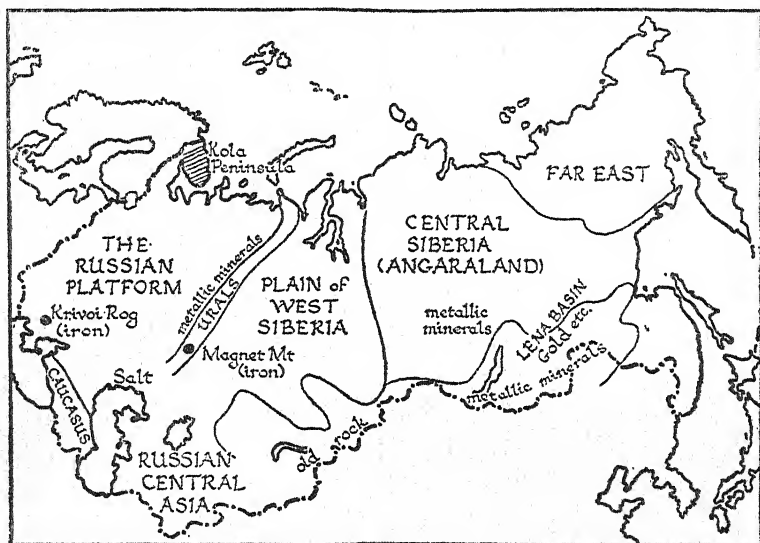 Kola
Peninsula
FAR EAST
THE
RUSSIAN
PLATFORM
metallic minerals
URALS
PLAIN of
WEST
SIBERIA
CENTRAL
SIBERIA
(ANGARALAND)
metallic
minerals
LENA BASIN
Gold etc.
metallic minerals
Krivoi-Rog
(iron)
Magnet Mt
(iron)
CAUCASUS
Salt
old rock
RUSSIAN
CENTRAL
ASIA